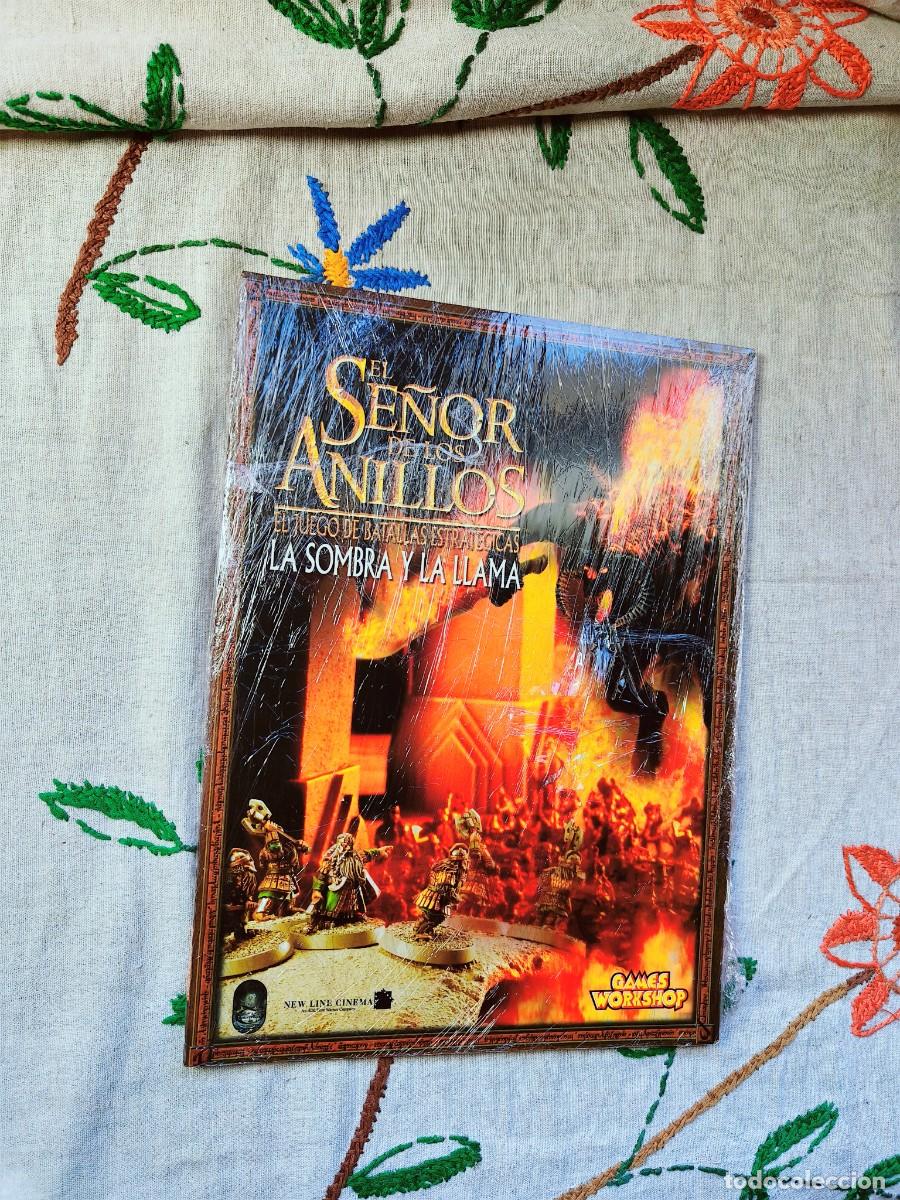 EL
SEÑOR
DE LOS
ANILLOS
EL JUEGO DE BATALLAS ESTRATÉGICAS
LA SOMBRA Y LA LLAMA
NEW LINE CINEMA
GAMES
WORKSHOP
todocoleccion